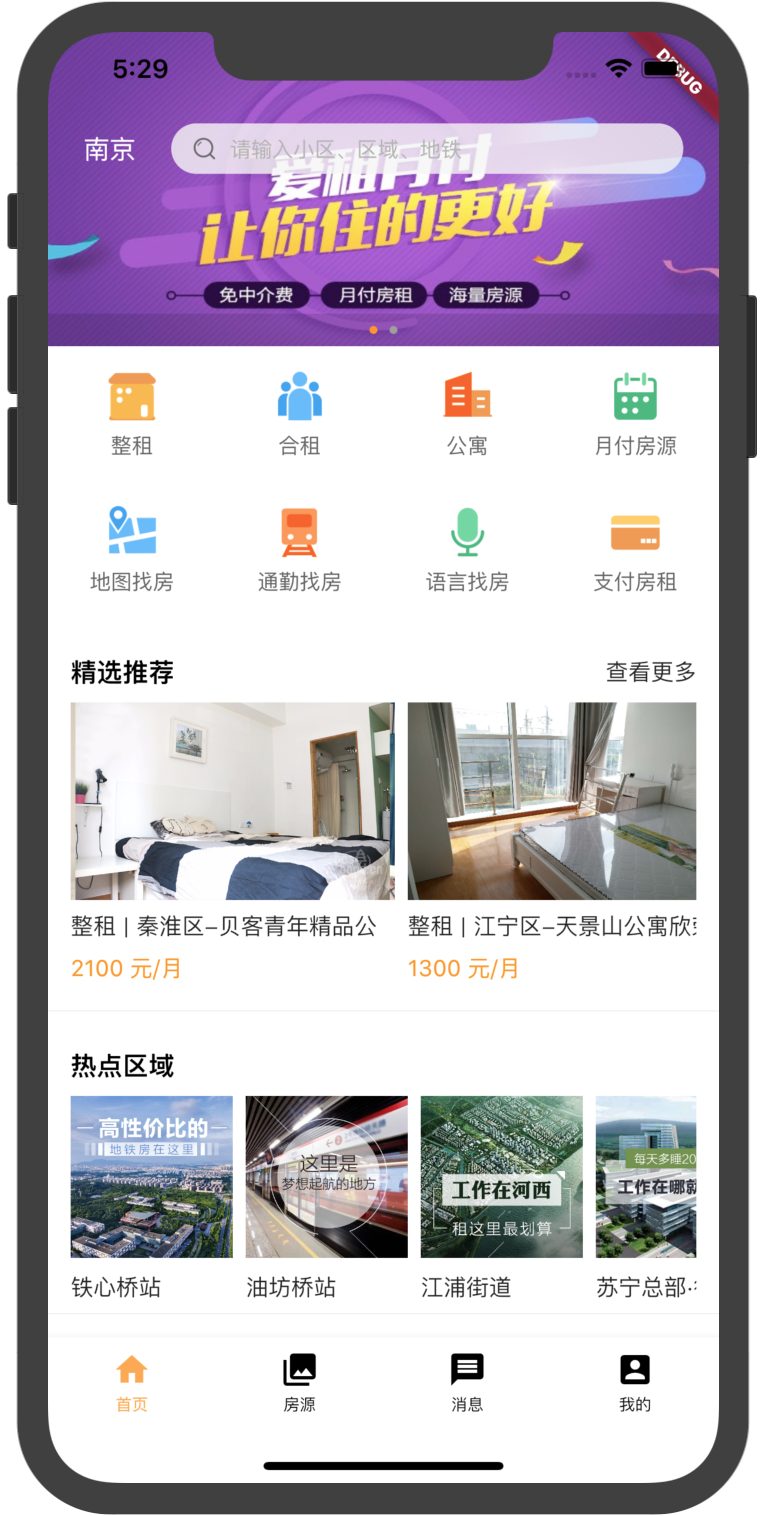 5:29
DEBUG
南京
请输入小区、区域、地铁
爱租月付
让你住的更好
免中介费 月付房租 海量房源
整租 合租 公寓 月付房源
地图找房 通勤找房 语言找房 支付房租
精选推荐 查看更多
整租 | 秦淮区–贝客青年精品公
2100 元/月
整租 | 江宁区–天景山公寓欣
1300 元/月
热点区域
高性价比的
地铁房在这里
这里是
梦想起航的地方
工作在河西
租这里最划算
每天多睡20
工作在哪就
铁心桥站 油坊桥站 江浦街道 苏宁总部·
首页 房源 消息 我的